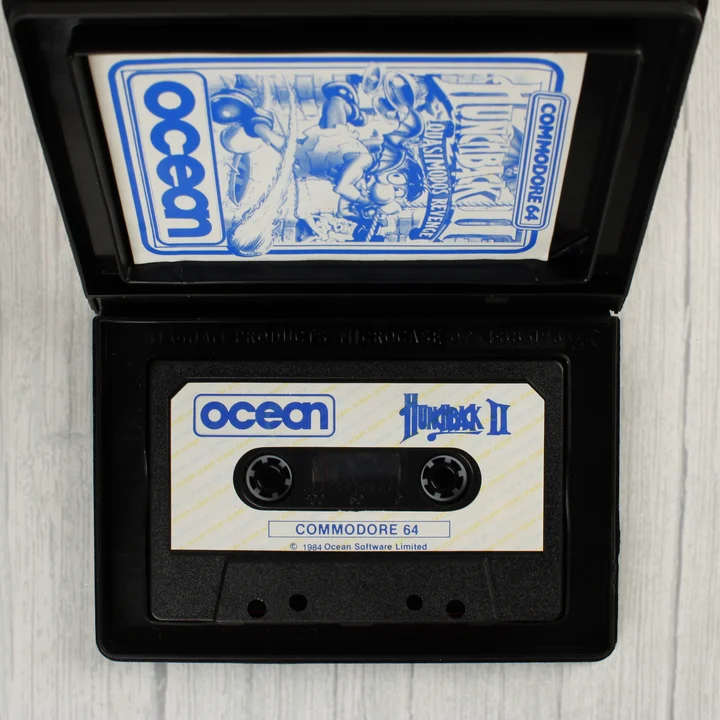 COMMODORE 64
HUNCHBACK II
QUASIMODO'S REVENGE
ocean
ocean
HUNCHBACK II
COMMODORE 64
© 1984 Ocean Software Limited